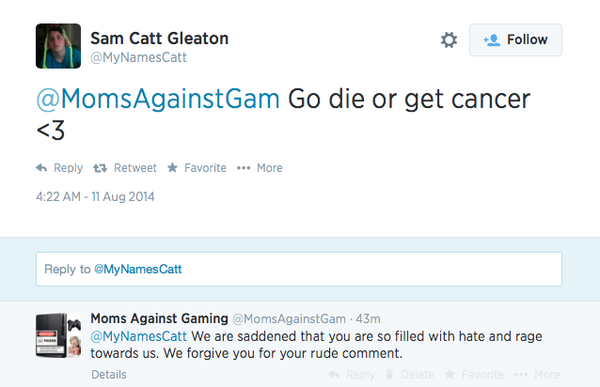 Sam Catt Gleaton
@MyNamesCatt
Follow
@MomsAgainstGam Go die or get cancer
<3
Reply Retweet Favorite More
4:22 AM - 11 Aug 2014
Reply to @MyNamesCatt
Moms Against Gaming @MomsAgainstGam · 43m
@MyNamesCatt We are saddened that you are so filled with hate and rage
towards us. We forgive you for your rude comment.
Details Reply Delete Favorite More